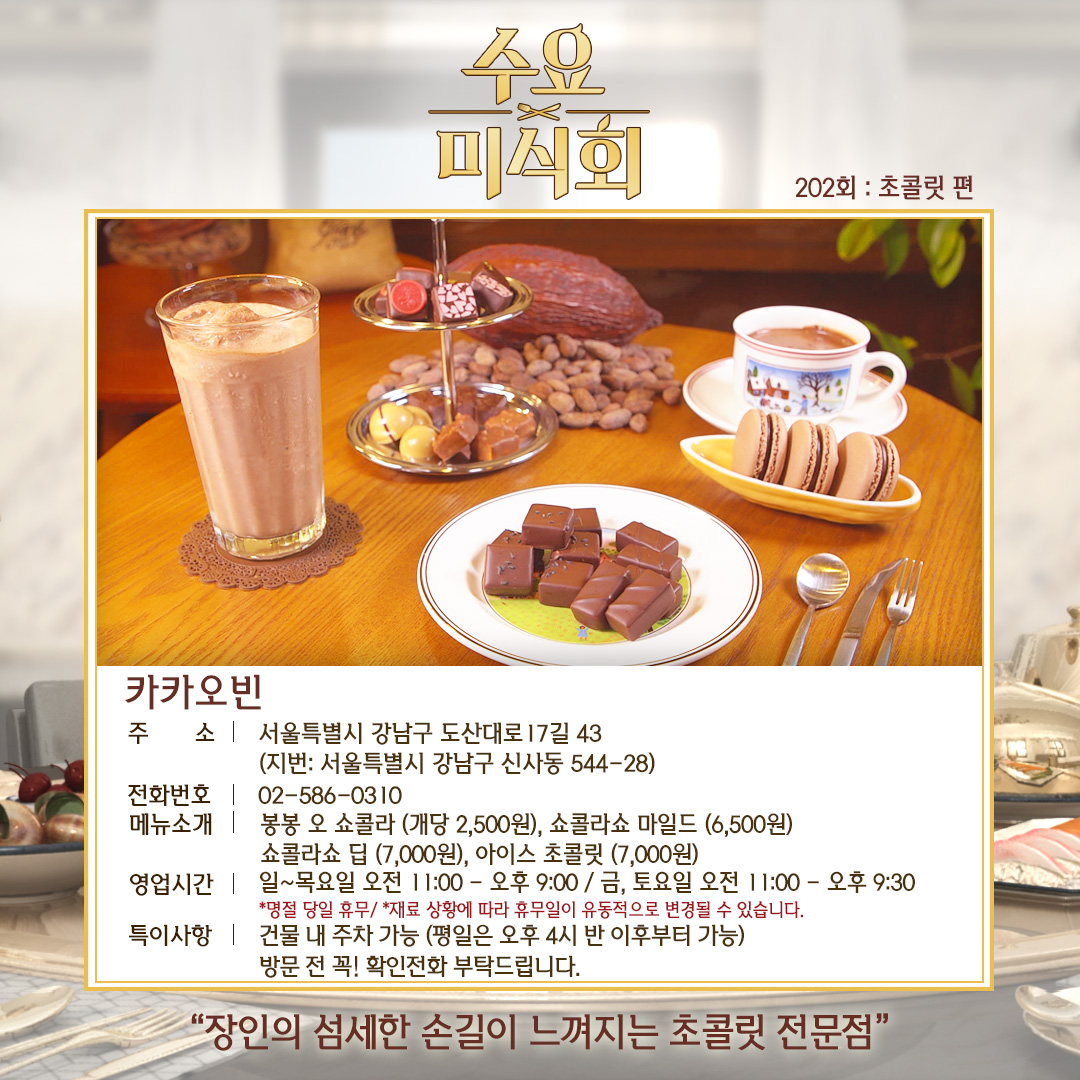 수요
미식회
202회 : 초콜릿 편
카카오빈
주 소 | 서울특별시 강남구 도산대로17길 43
(지번: 서울특별시 강남구 신사동 544-28)
전화번호 | 02-586-0310
메뉴소개 | 봉봉 오 쇼콜라 (개당 2,500원), 쇼콜라쇼 마일드 (6,500원)
쇼콜라쇼 딥 (7,000원), 아이스 초콜릿 (7,000원)
영업시간 | 일~목요일 오전 11:00 - 오후 9:00 / 금, 토요일 오전 11:00 - 오후 9:30
*명절 당일 휴무/ *재료 상황에 따라 휴무일이 유동적으로 변경될 수 있습니다.
특이사항 | 건물 내 주차 가능 (평일은 오후 4시 반 이후부터 가능)
방문 전 꼭! 확인전화 부탁드립니다.
“장인의 섬세한 손길이 느껴지는 초콜릿 전문점”